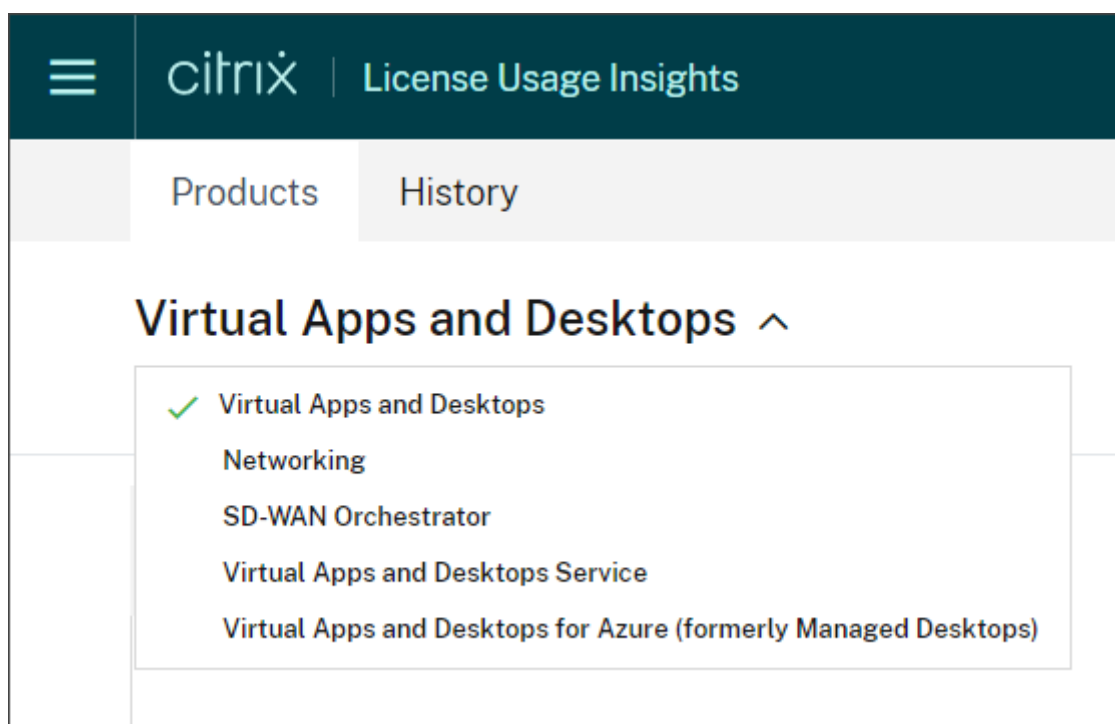 citrix | License Usage Insights
Products History
Virtual Apps and Desktops
Virtual Apps and Desktops
Networking
SD-WAN Orchestrator
Virtual Apps and Desktops Service
Virtual Apps and Desktops for Azure (formerly Managed Desktops)